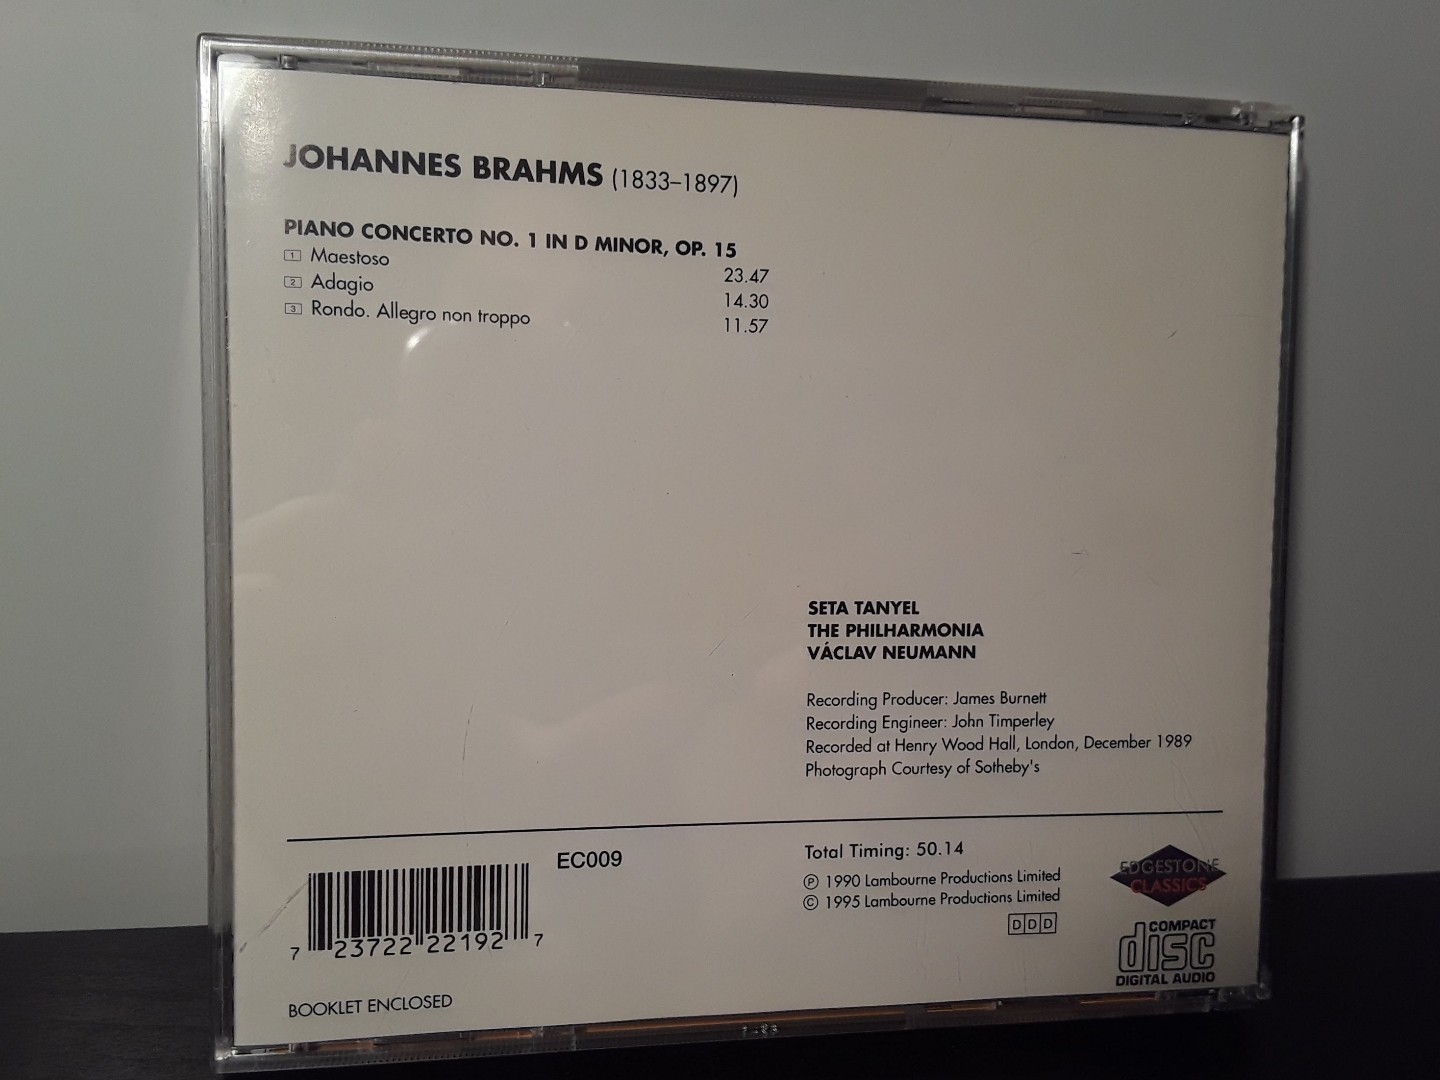 JOHANNES BRAHMS (1833–1897)
PIANO CONCERTO NO. 1 IN D MINOR, OP. 15
1 Maestoso 23.47
2 Adagio 14.30
3 Rondo. Allegro non troppo 11.57
SETA TANYEL
THE PHILHARMONIA
VÁCLAV NEUMANN
Recording Producer: James Burnett
Recording Engineer: John Timperley
Recorded at Henry Wood Hall, London, December 1989
Photograph Courtesy of Sotheby's
EC009
7 23722 22192 7
BOOKLET ENCLOSED
Total Timing: 50.14
Ⓟ 1990 Lambourne Productions Limited
© 1995 Lambourne Productions Limited
DDD
EDGESTONE
CLASSICS
COMPACT
disc
DIGITAL AUDIO